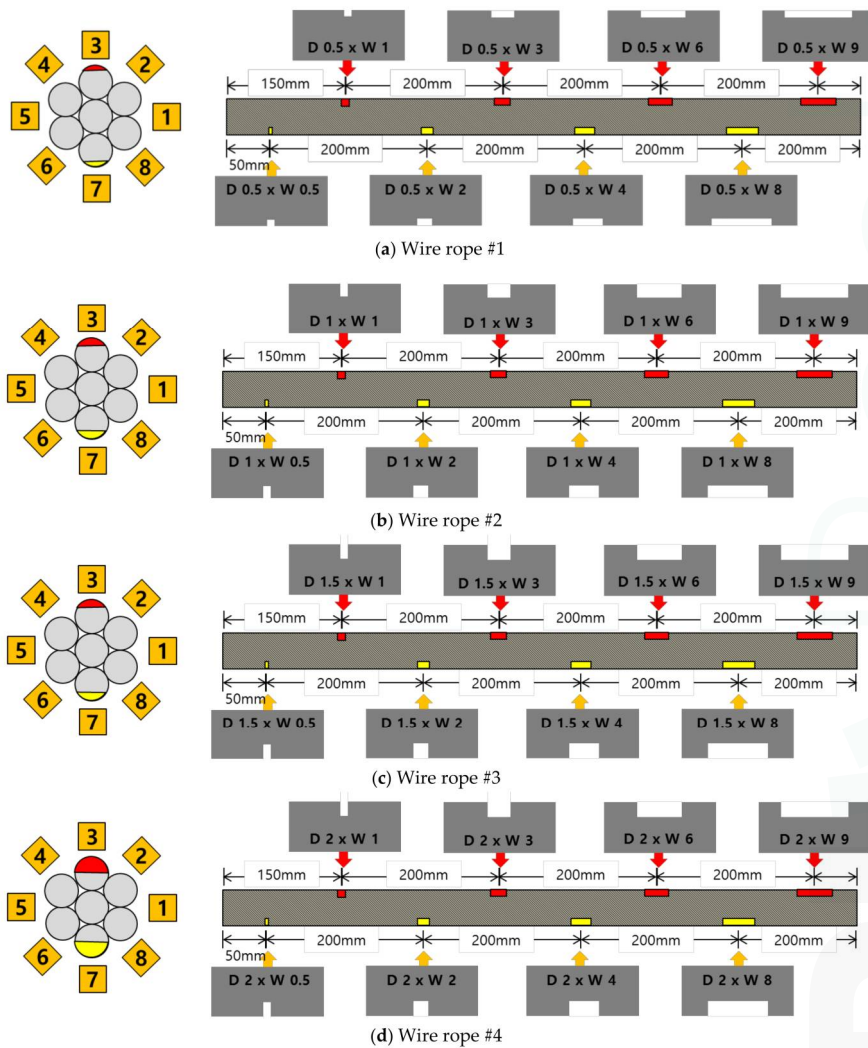 3
4 2
5 1
6 8
7
D 0.5 x W 1 D 0.5 x W 3 D 0.5 x W 6 D 0.5 x W 9
150mm 200mm 200mm 200mm
50mm 200mm 200mm 200mm
D 0.5 x W 0.5 D 0.5 x W 2 D 0.5 x W 4 D 0.5 x W 8
(a) Wire rope #1
3
4 2
5 1
6 8
7
D 1 x W 1 D 1 x W 3 D 1 x W 6 D 1 x W 9
150mm 200mm 200mm 200mm
50mm 200mm 200mm 200mm
D 1 x W 0.5 D 1 x W 2 D 1 x W 4 D 1 x W 8
(b) Wire rope #2
3
4 2
5 1
6 8
7
D 1.5 x W 1 D 1.5 x W 3 D 1.5 x W 6 D 1.5 x W 9
150mm 200mm 200mm 200mm
50mm 200mm 200mm 200mm
D 1.5 x W 0.5 D 1.5 x W 2 D 1.5 x W 4 D 1.5 x W 8
(c) Wire rope #3
3
4 2
5 1
6 8
7
D 2 x W 1 D 2 x W 3 D 2 x W 6 D 2 x W 9
150mm 200mm 200mm 200mm
50mm 200mm 200mm 200mm
D 2 x W 0.5 D 2 x W 2 D 2 x W 4 D 2 x W 8
(d) Wire rope #4